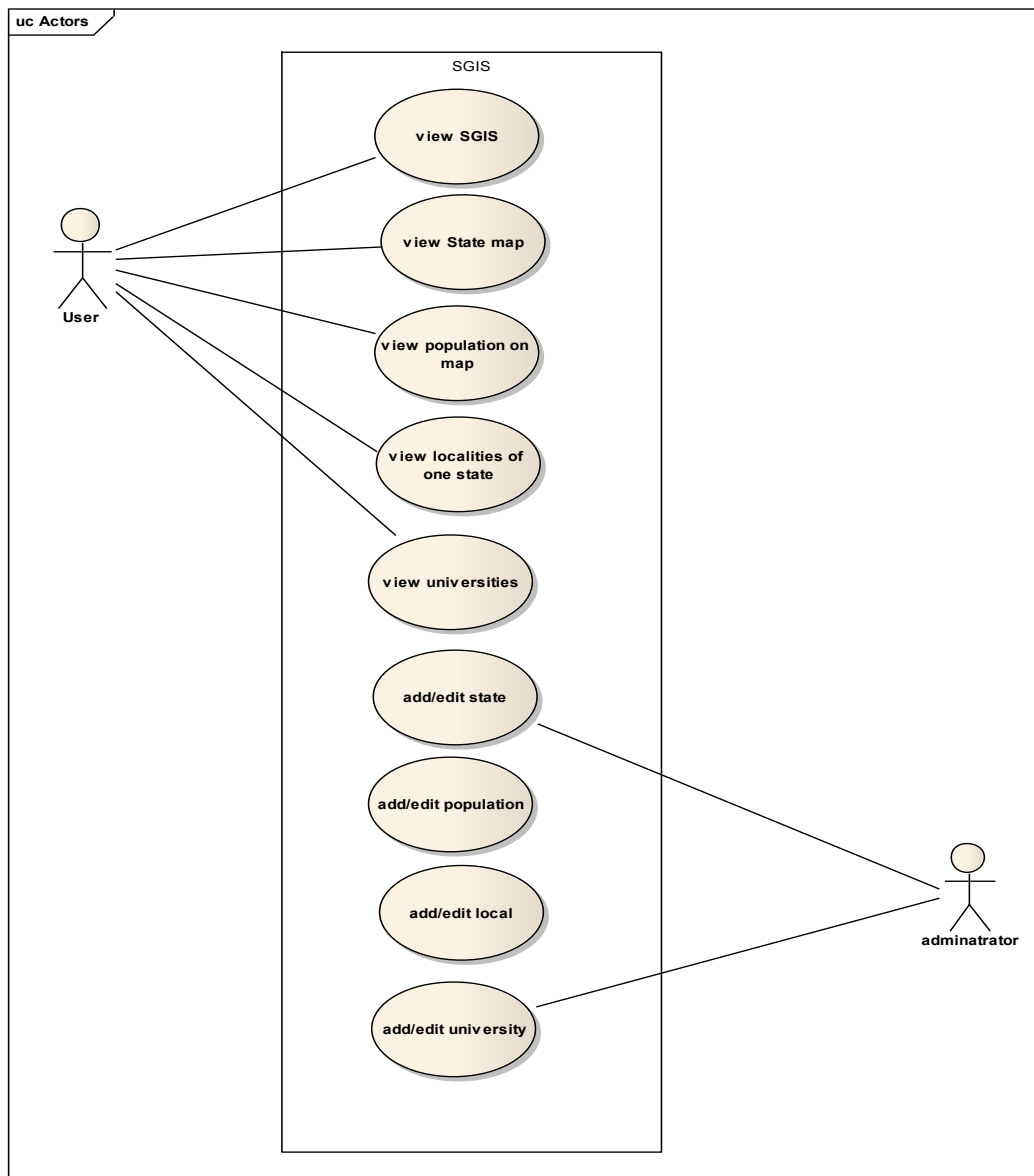 uc Actors
SGIS
view SGIS
view State map
view population on
map
view localities of
one state
view universities
add/edit state
add/edit population
add/edit local
add/edit university
User
adminatrator